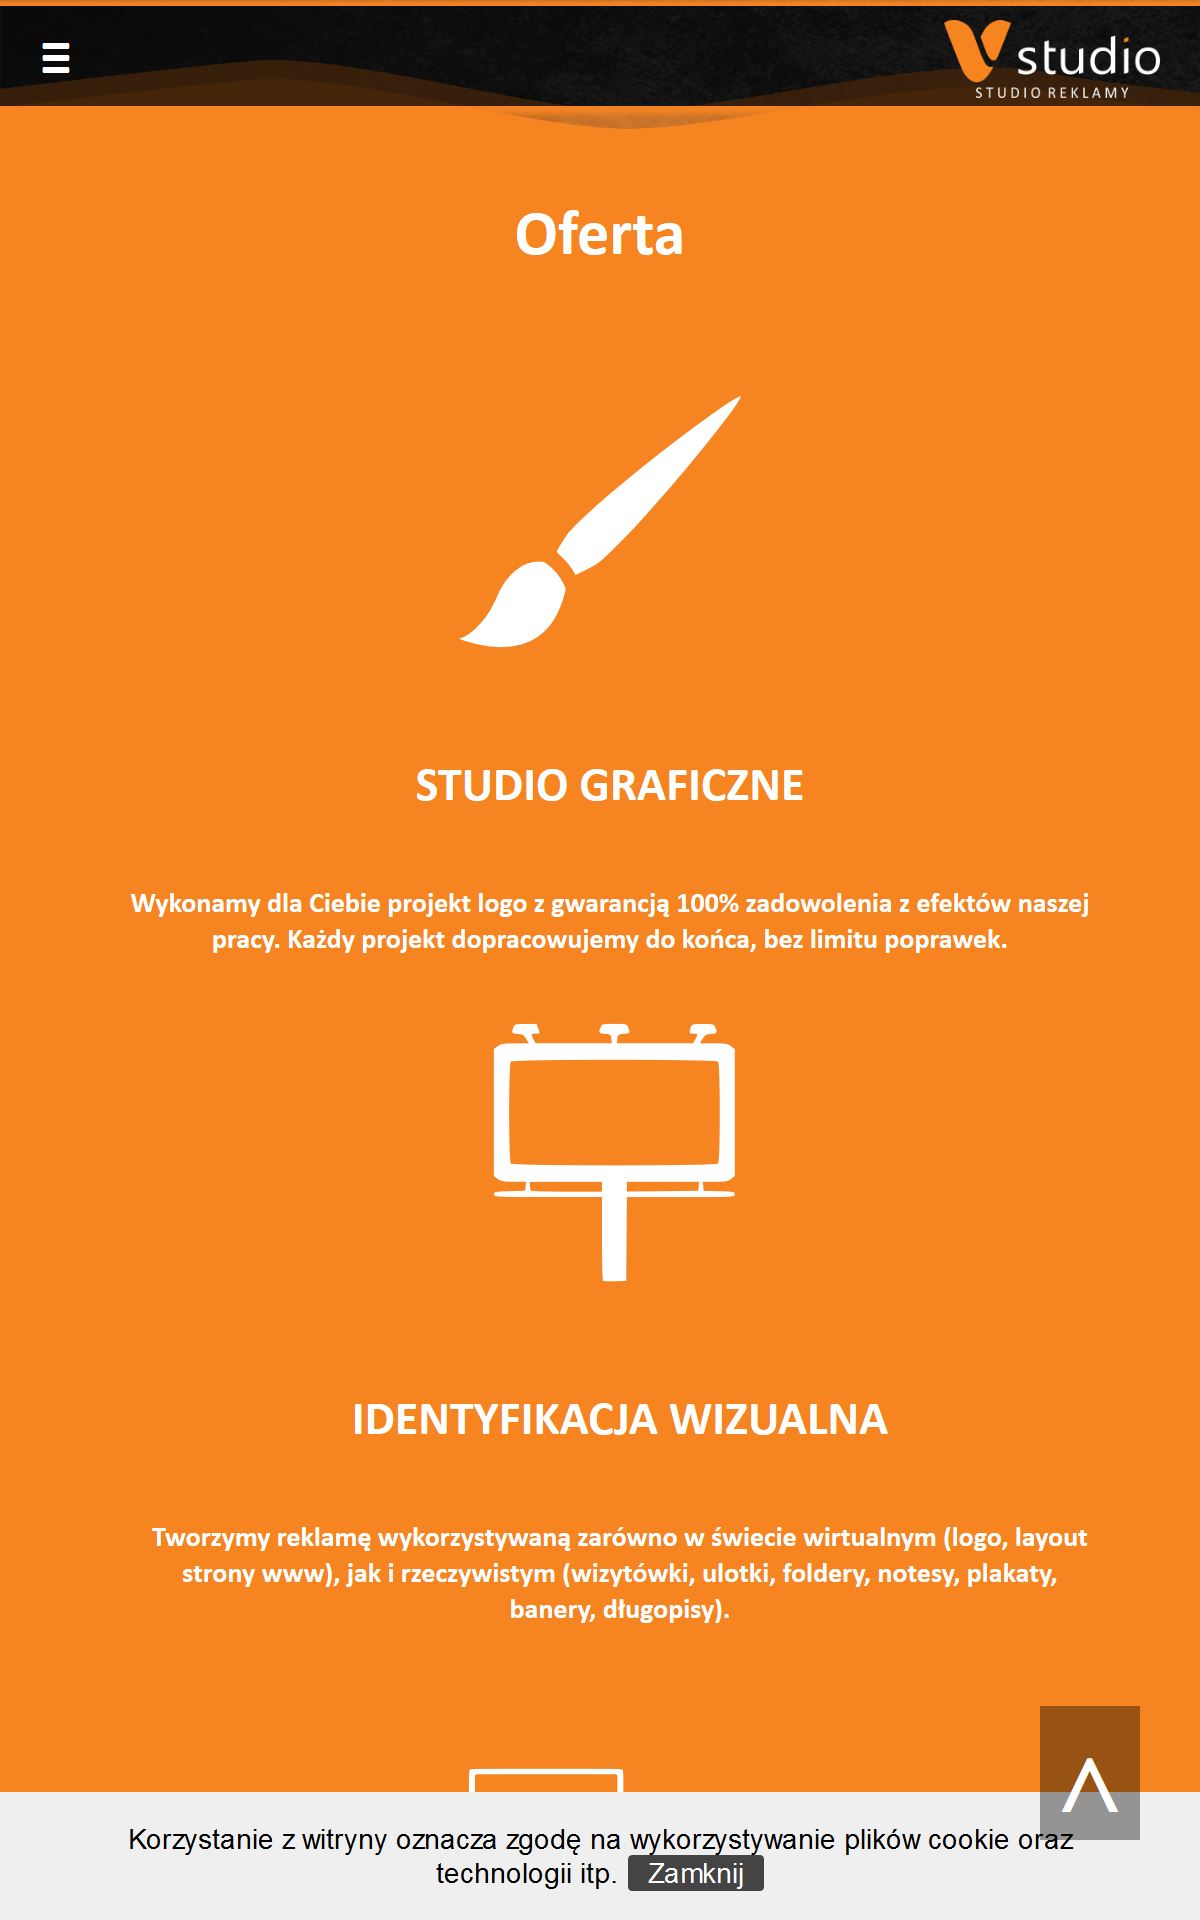 studio
STUDIO REKLAMY
Oferta
STUDIO GRAFICZNE
Wykonamy dla Ciebie projekt logo z gwarancją 100% zadowolenia z efektów naszej
pracy. Każdy projekt dopracowujemy do końca, bez limitu poprawek.
IDENTYFIKACJA WIZUALNA
Tworzymy reklamę wykorzystywaną zarówno w świecie wirtualnym (logo, layout
strony www), jak i rzeczywistym (wizytówki, ulotki, foldery, notesy, plakaty,
banery, długopisy).
Korzystanie z witryny oznacza zgodę na wykorzystywanie plików cookie oraz
technologii itp. Zamknij